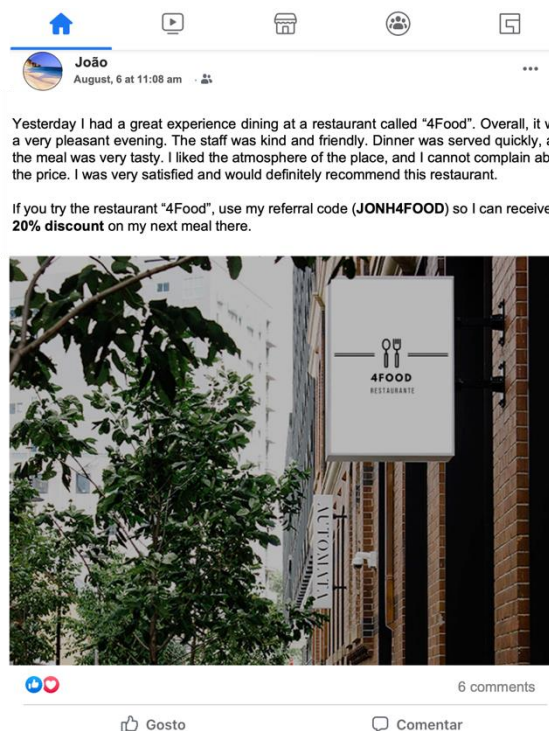 João
August, 6 at 11:08 am
Yesterday I had a great experience dining at a restaurant called “4Food”. Overall, it
a very pleasant evening. The staff was kind and friendly. Dinner was served quickly,
the meal was very tasty. I liked the atmosphere of the place, and I cannot complain
the price. I was very satisfied and would definitely recommend this restaurant.
If you try the restaurant “4Food”, use my referral code (JONH4FOOD) so I can receive
20% discount on my next meal there.
4FOOD
RESTAURANTE
AUTOMATA
6 comments
Gosto
Comentar